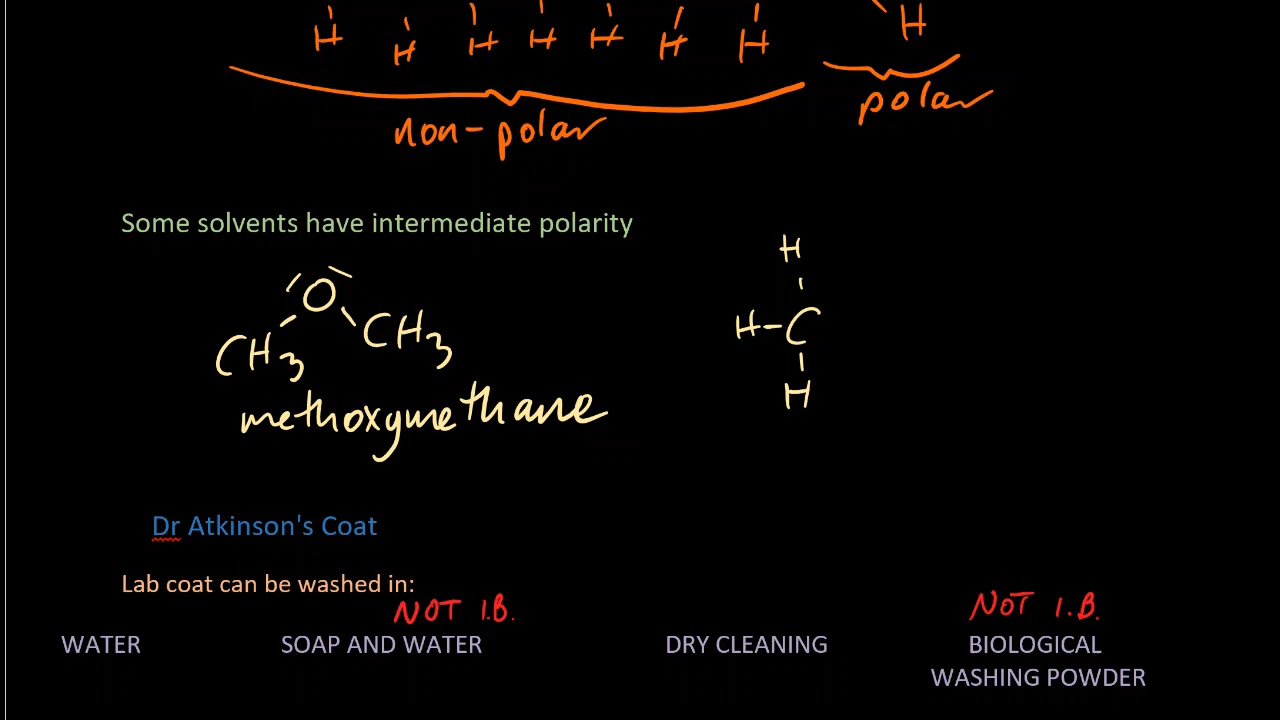 H H H H H H H H
non-polar polar
Some solvents have intermediate polarity
H
O
CH3 CH3 H-C
H
methoxymethane
Dr Atkinson's Coat
Lab coat can be washed in:
NOT I.B. NOT I.B.
WATER SOAP AND WATER DRY CLEANING BIOLOGICAL
WASHING POWDER